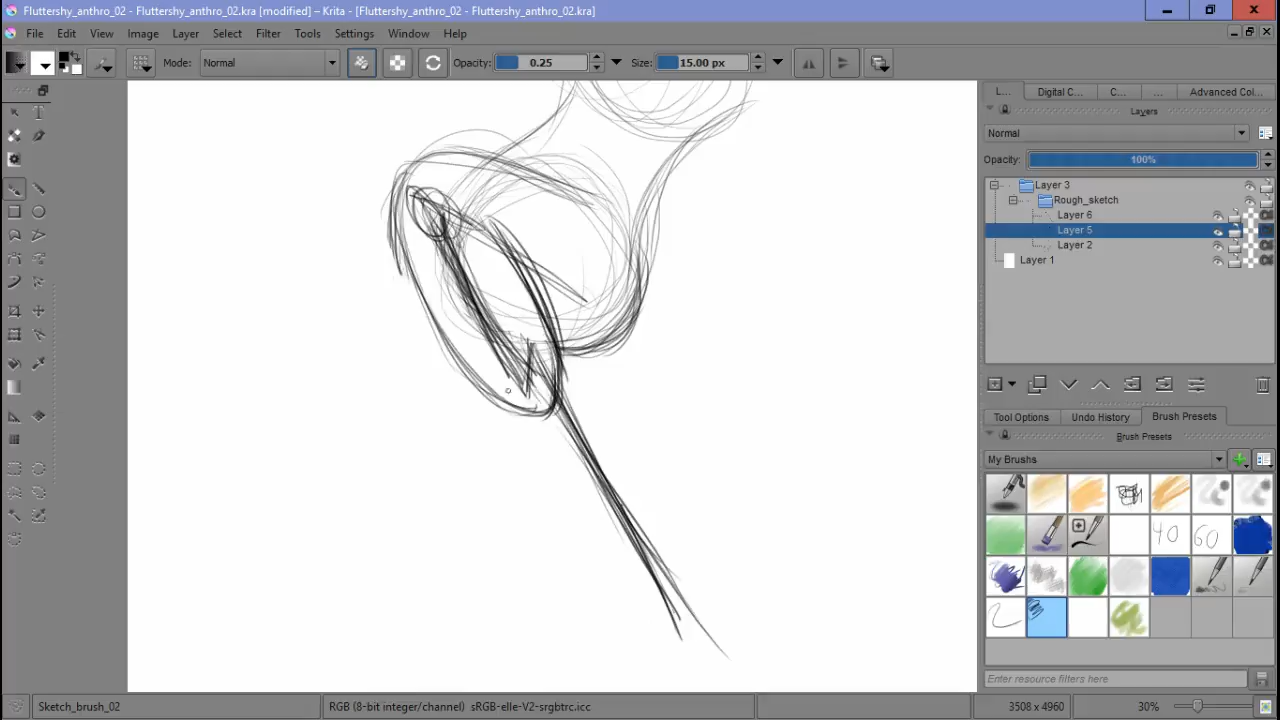 Fluttershy_anthro_02 - Fluttershy_anthro_02.kra [modified] – Krita - [Fluttershy_anthro_02 - Fluttershy_anthro_02.kra]
File Edit View Image Layer Select Filter Tools Settings Window Help
Mode: Normal Opacity: 0.25 Size: 15.00 px
L... Digital C... C... ... Advanced Col...
Layers
Normal
Opacity: 100%
Layer 3
Rough_sketch
Layer 6
Layer 5
Layer 2
Layer 1
Tool Options Undo History Brush Presets
Brush Presets
My Brushes
40 60
Enter resource filters here
Sketch_brush_02 RGB (8-bit integer/channel) sRGB-elle-V2-srgbtrc.icc 3508 x 4960 30%